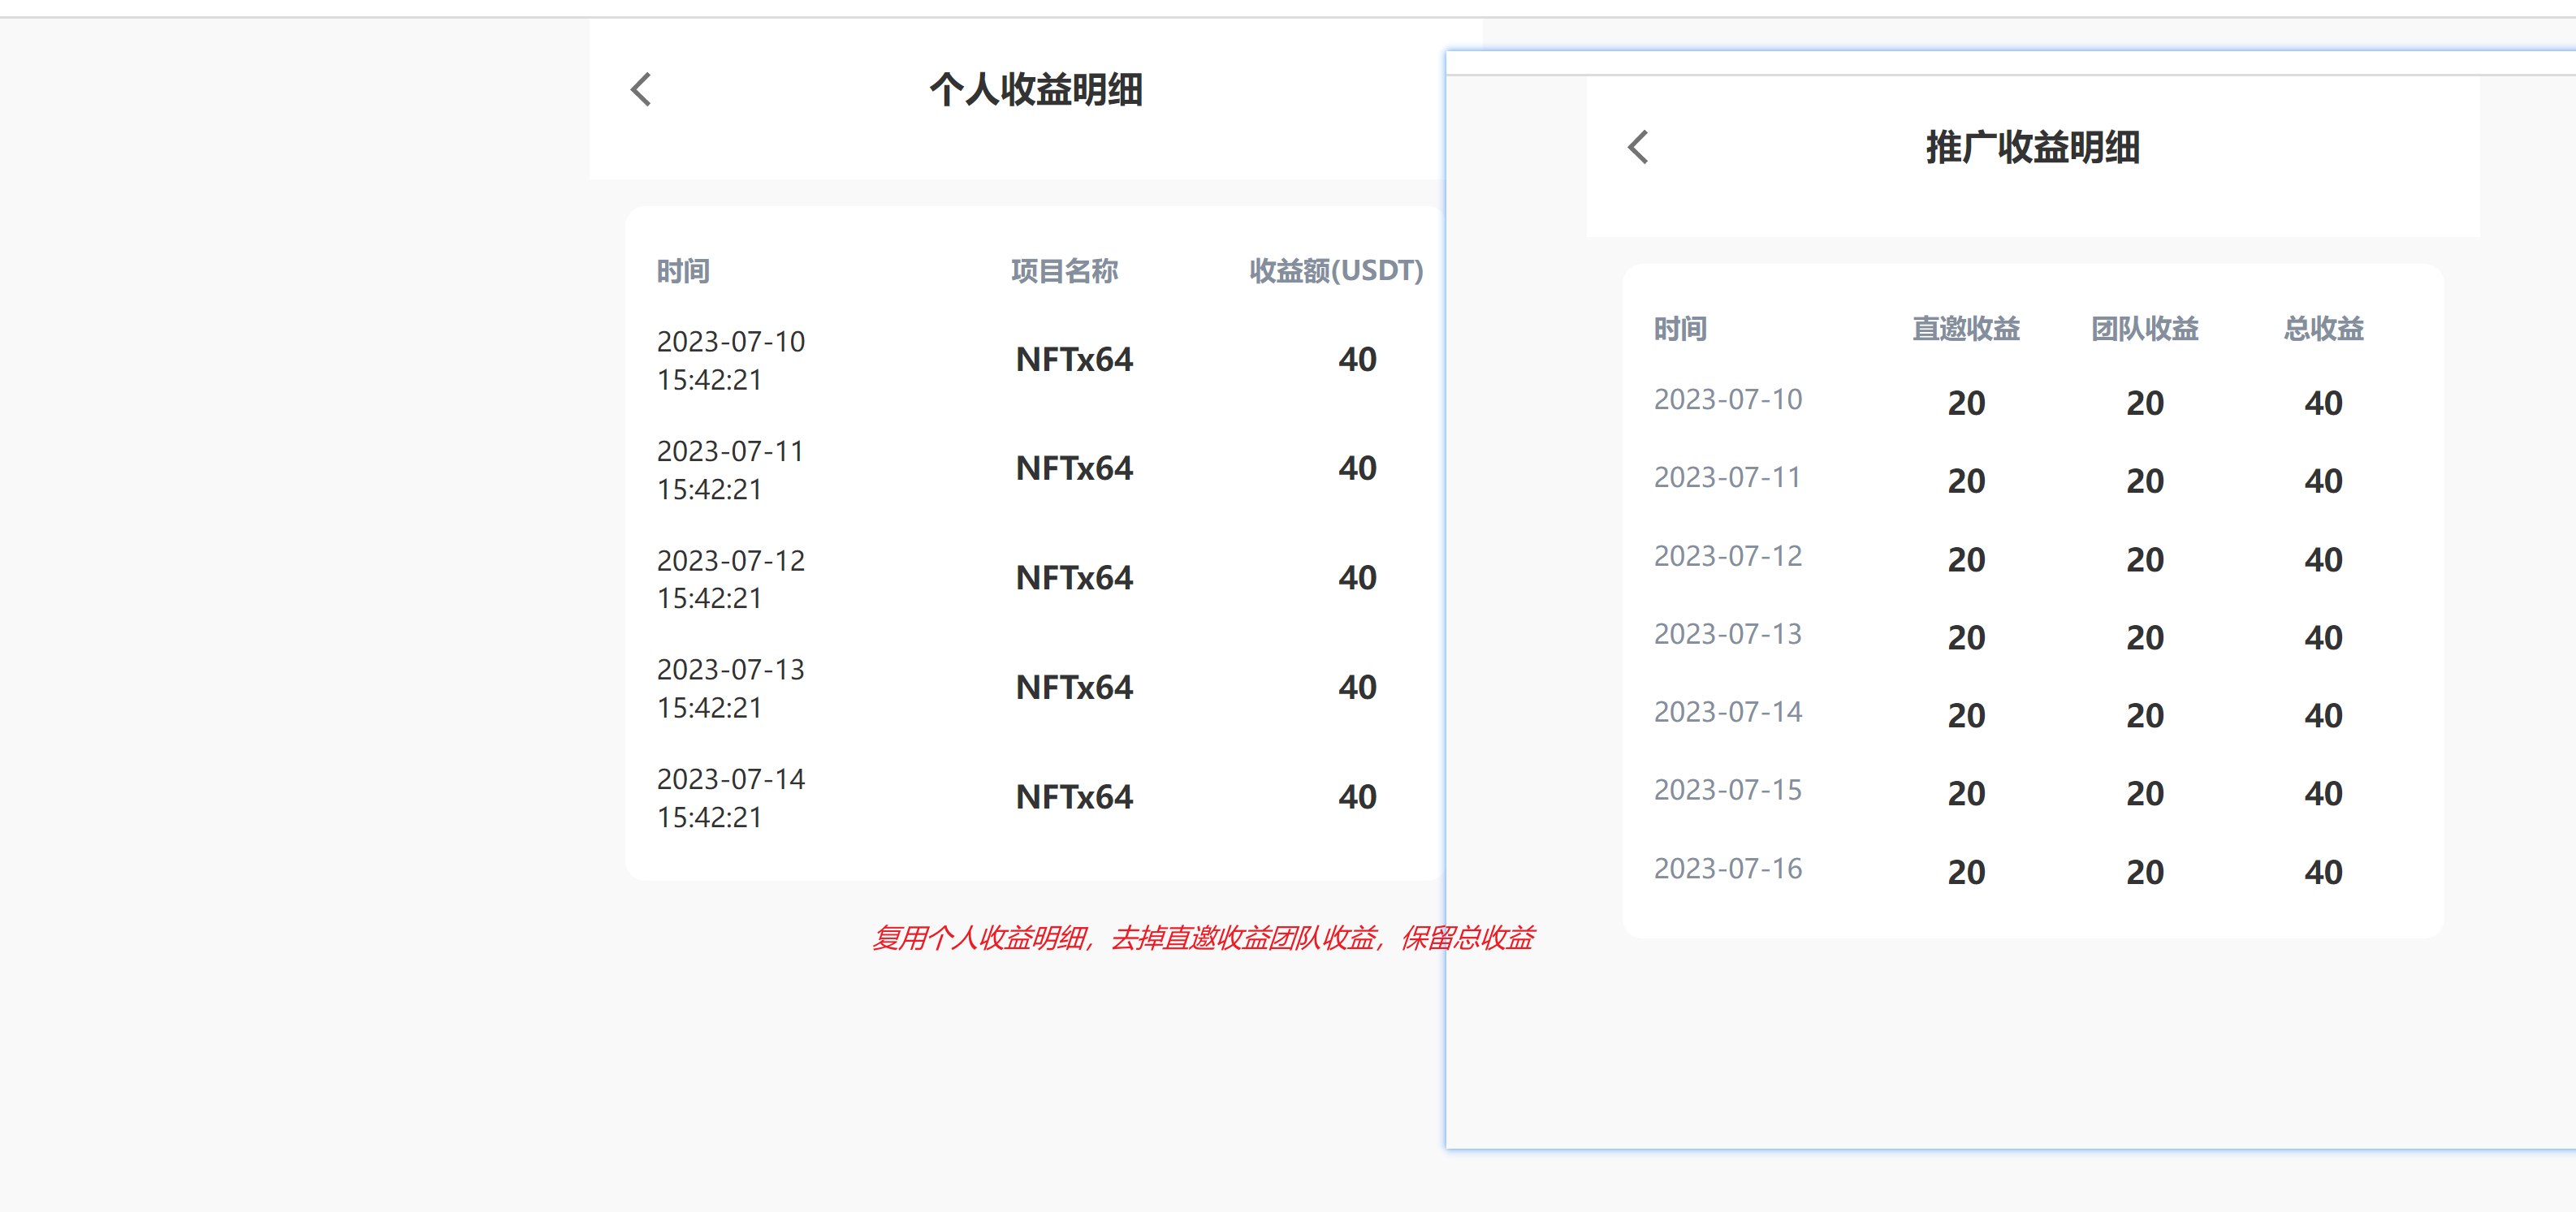 个人收益明细
时间 项目名称 收益额(USDT)
2023-07-10
15:42:21 NFTx64 40
2023-07-11
15:42:21 NFTx64 40
2023-07-12
15:42:21 NFTx64 40
2023-07-13
15:42:21 NFTx64 40
2023-07-14
15:42:21 NFTx64 40
复用个人收益明细，去掉直邀收益团队收益，保留总收益
推广收益明细
时间 直邀收益 团队收益 总收益
2023-07-10 20 20 40
2023-07-11 20 20 40
2023-07-12 20 20 40
2023-07-13 20 20 40
2023-07-14 20 20 40
2023-07-15 20 20 40
2023-07-16 20 20 40